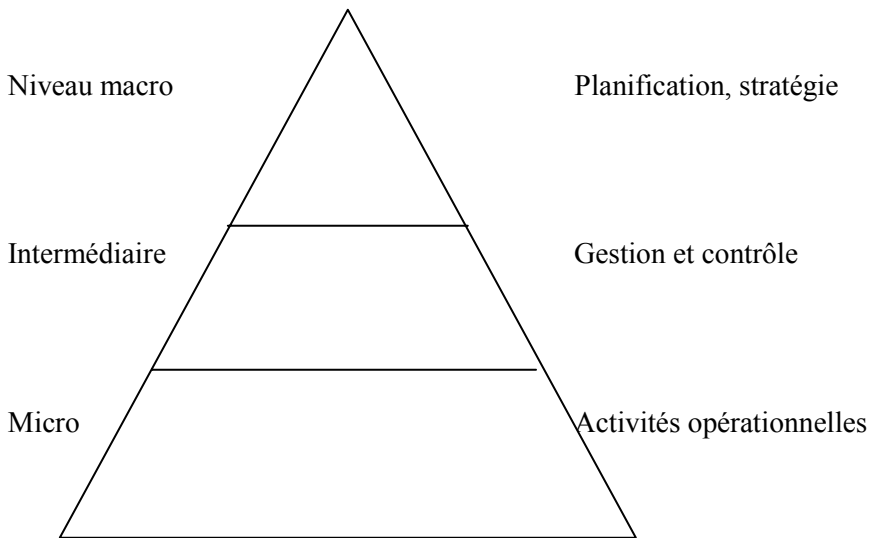 Niveau macro
Planification, stratégie
Intermédiaire
Gestion et contrôle
Micro
Activités opérationnelles